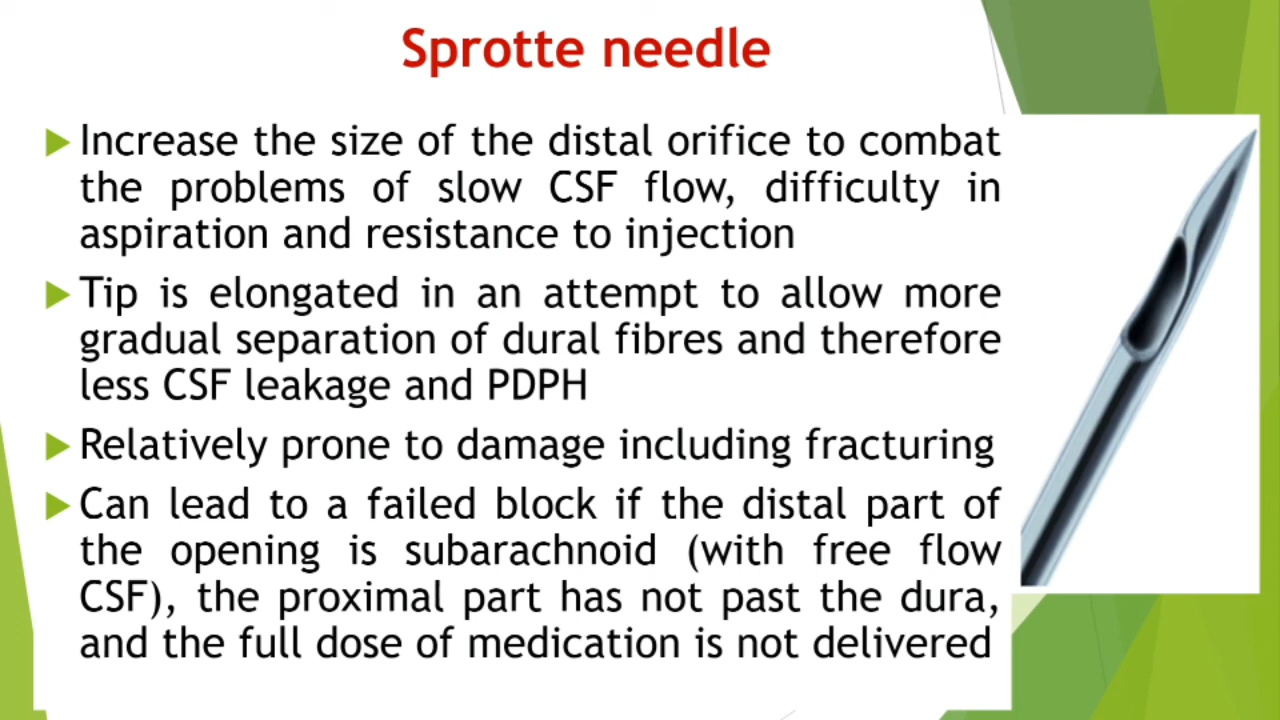 Sprotte needle
Increase the size of the distal orifice to combat
the problems of slow CSF flow, difficulty in
aspiration and resistance to injection
Tip is elongated in an attempt to allow more
gradual separation of dural fibres and therefore
less CSF leakage and PDPH
Relatively prone to damage including fracturing
Can lead to a failed block if the distal part of
the opening is subarachnoid (with free flow
CSF), the proximal part has not past the dura,
and the full dose of medication is not delivered